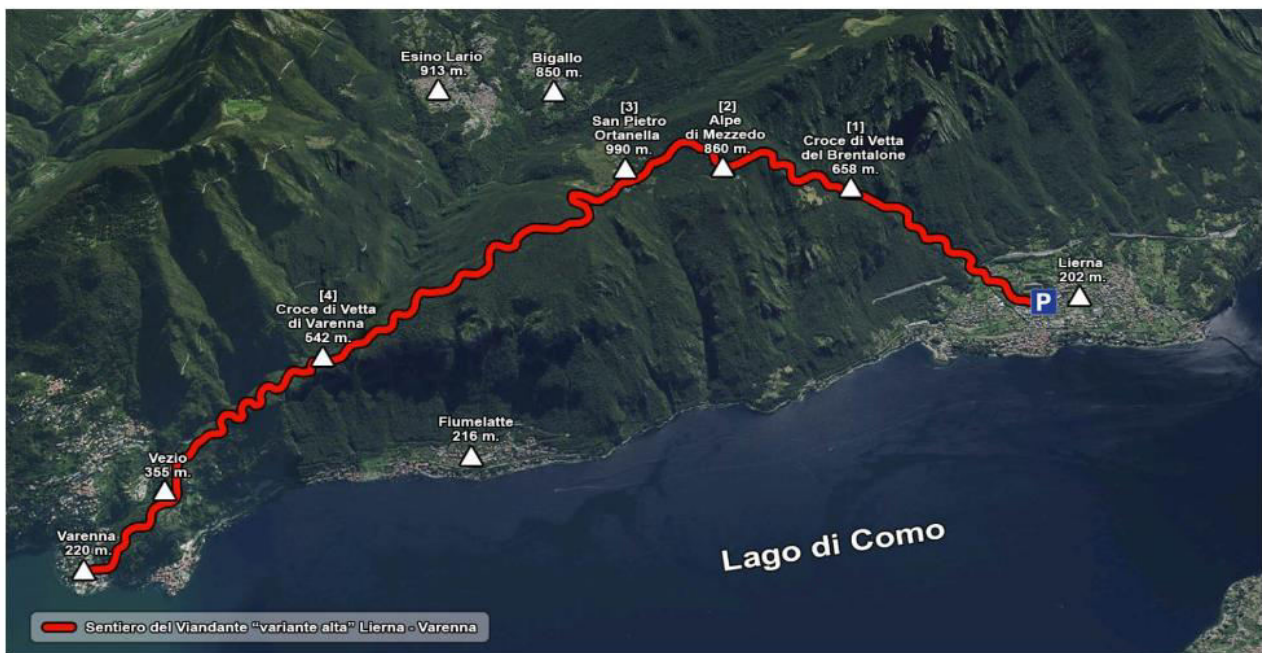 Esino Lario
913 m.
Bigallo
850 m.
[3]
San Pietro
Ortanella
990 m.
[2]
Alpe
di Mezzedo
860 m.
[1]
Croce di Vetta
del Brentalone
658 m.
Lierna
202 m.
P
[4]
Croce di Vetta
di Varenna
542 m.
Fiumelatte
216 m.
Vezio
355 m.
Varenna
220 m.
Lago di Como
Sentiero del Viandante "variante alta" Lierna - Varenna